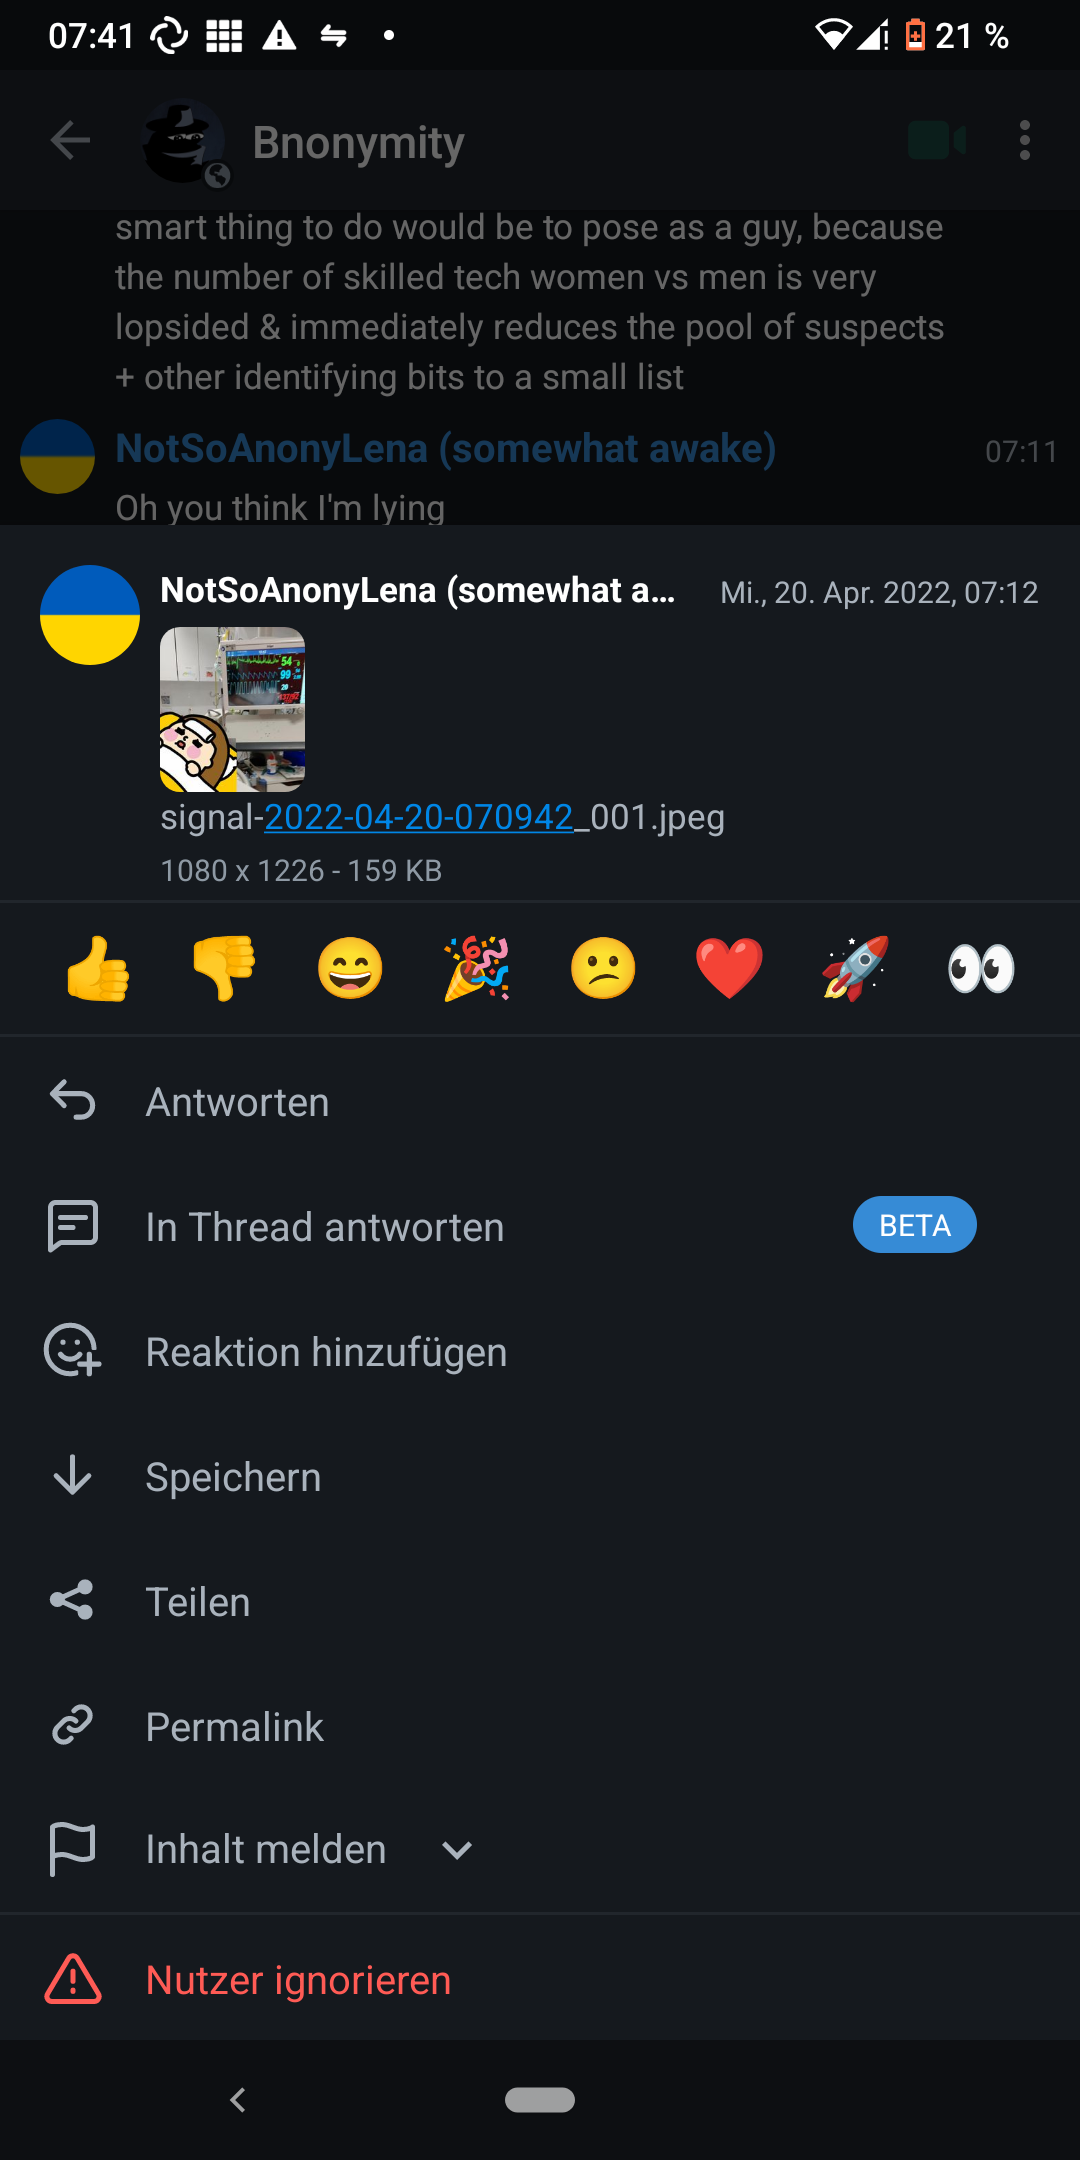 07:41
21 %
Bnonymity
smart thing to do would be to pose as a guy, because
the number of skilled tech women vs men is very
lopsided & immediately reduces the pool of suspects
+ other identifying bits to a small list
NotSoAnonyLena (somewhat awake)
07:11
Oh you think I'm lying
NotSoAnonyLena (somewhat a...
Mi., 20. Apr. 2022, 07:12
54
99
20
signal-2022-04-20-070942_001.jpeg
1080 x 1226 - 159 KB
Antworten
In Thread antworten
BETA
Reaktion hinzufügen
Speichern
Teilen
Permalink
Inhalt melden
Nutzer ignorieren